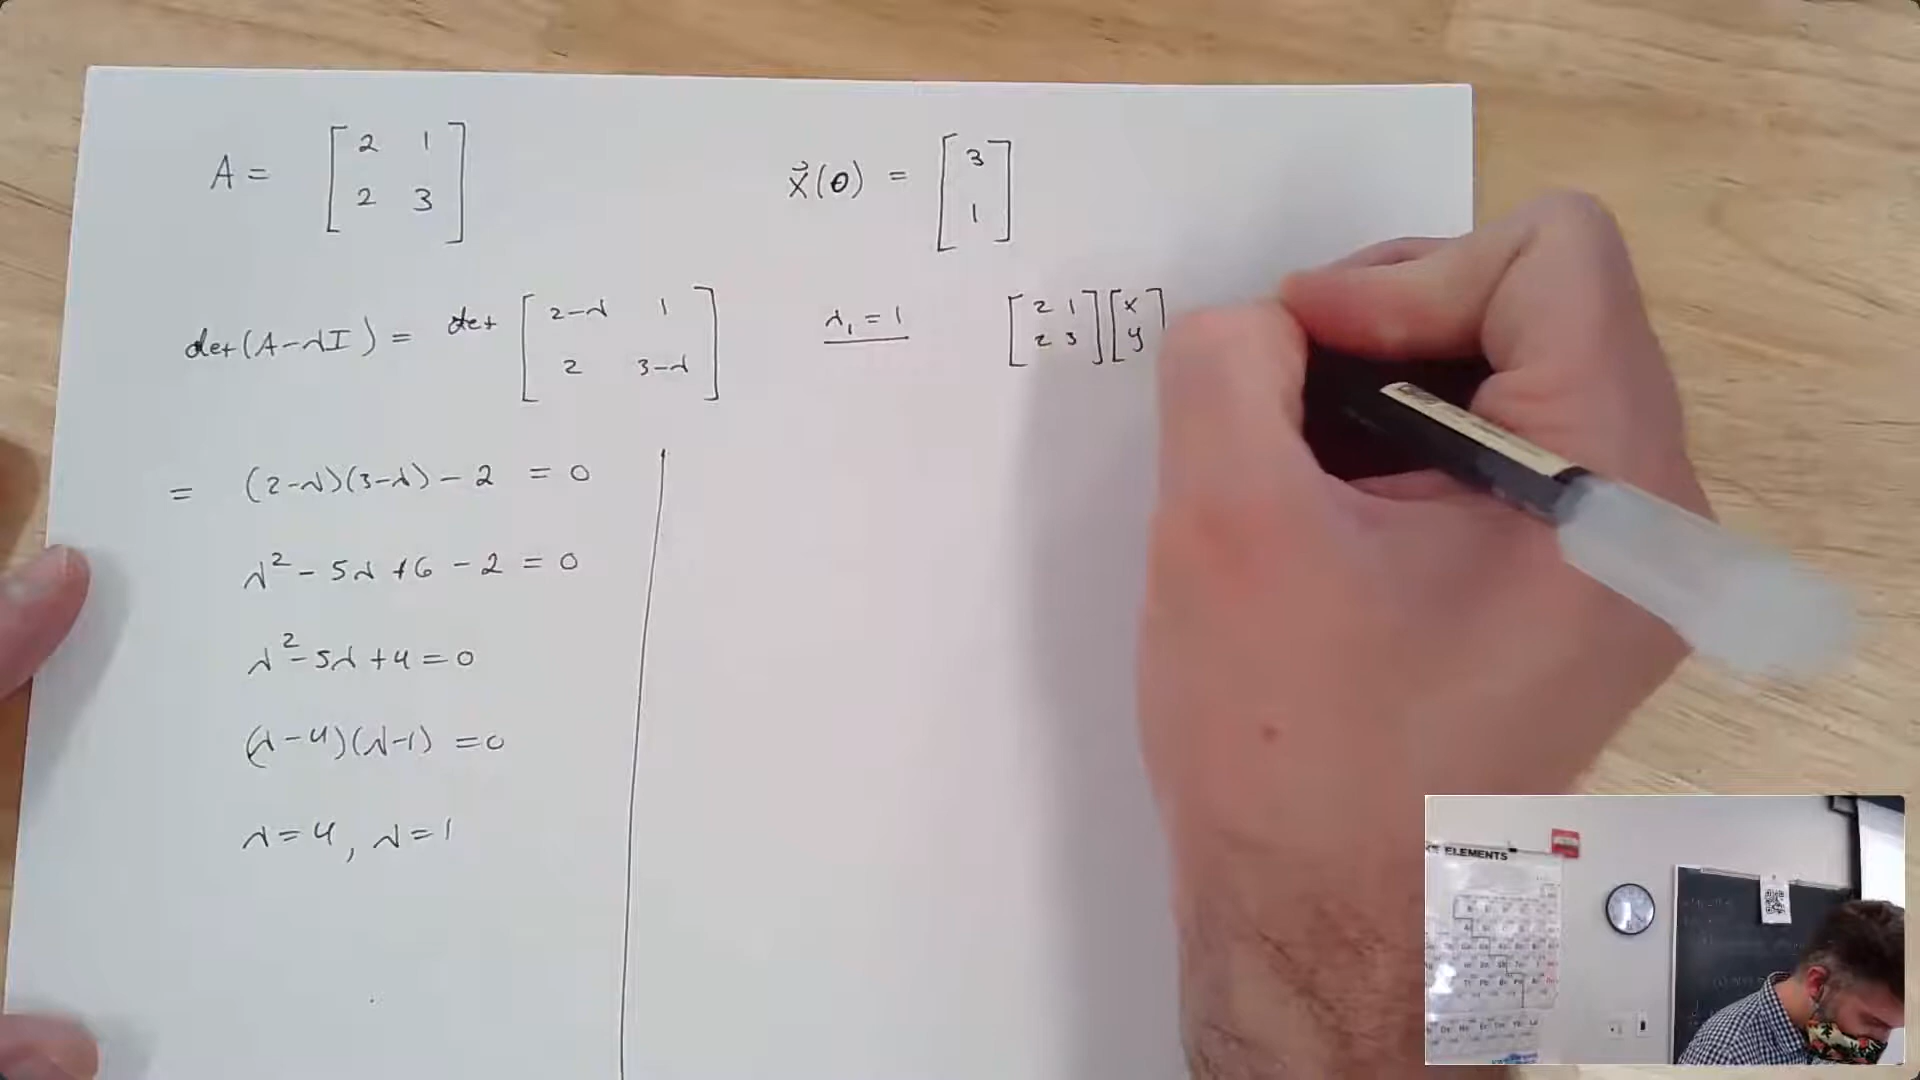 A = [2 1; 2 3]
x⃗(0) = [3; 1]
det(A-λI) = det [2-λ 1; 2 3-λ]
λ₁ = 1
[2 1; 2 3][x; y]
= (2-λ)(3-λ) - 2 = 0
λ² - 5λ + 6 - 2 = 0
λ² - 5λ + 4 = 0
(λ-4)(λ-1) = 0
λ = 4, λ = 1
ELEMENTS